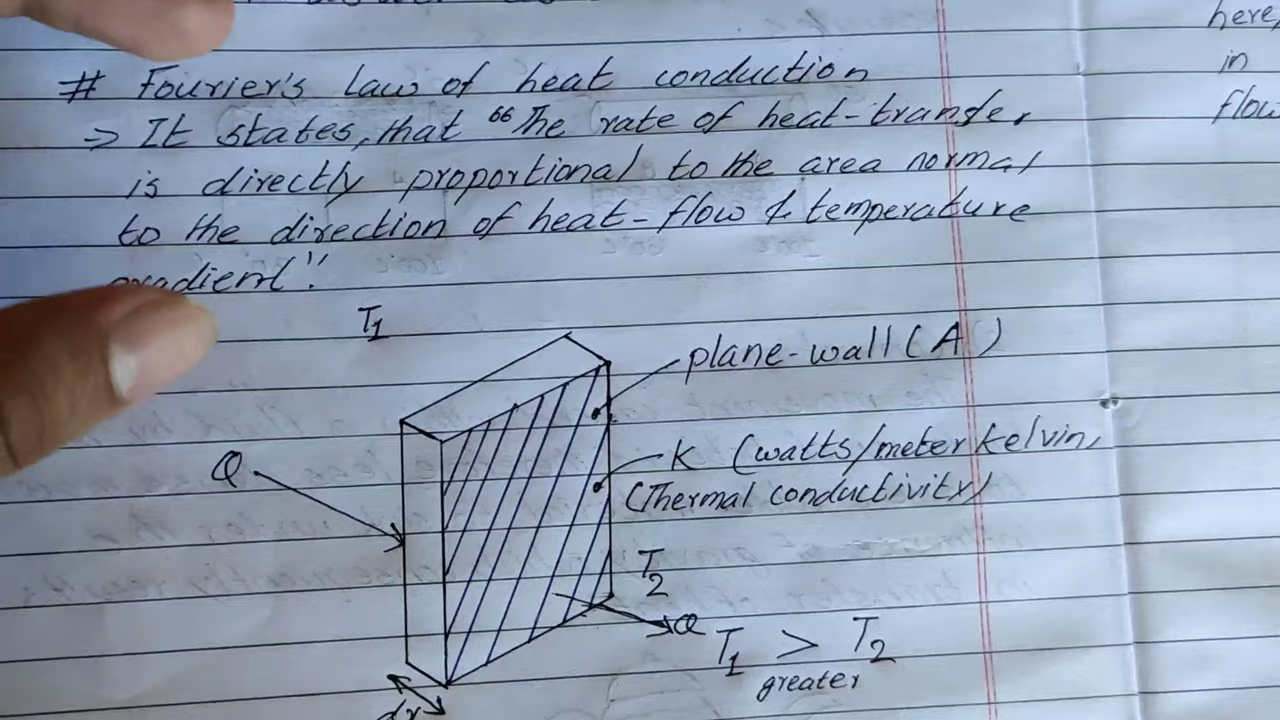 # Fourier's law of heat conduction
⇒ It states, that "The rate of heat-transfer
is directly proportional to the area normal
to the direction of heat-flow & temperature
gradient".
T1
plane-wall (A)
Q
K (watts/meter kelvin)
(Thermal conductivity)
T2
Q
T1 > T2
greater
dx
here,
in
flow